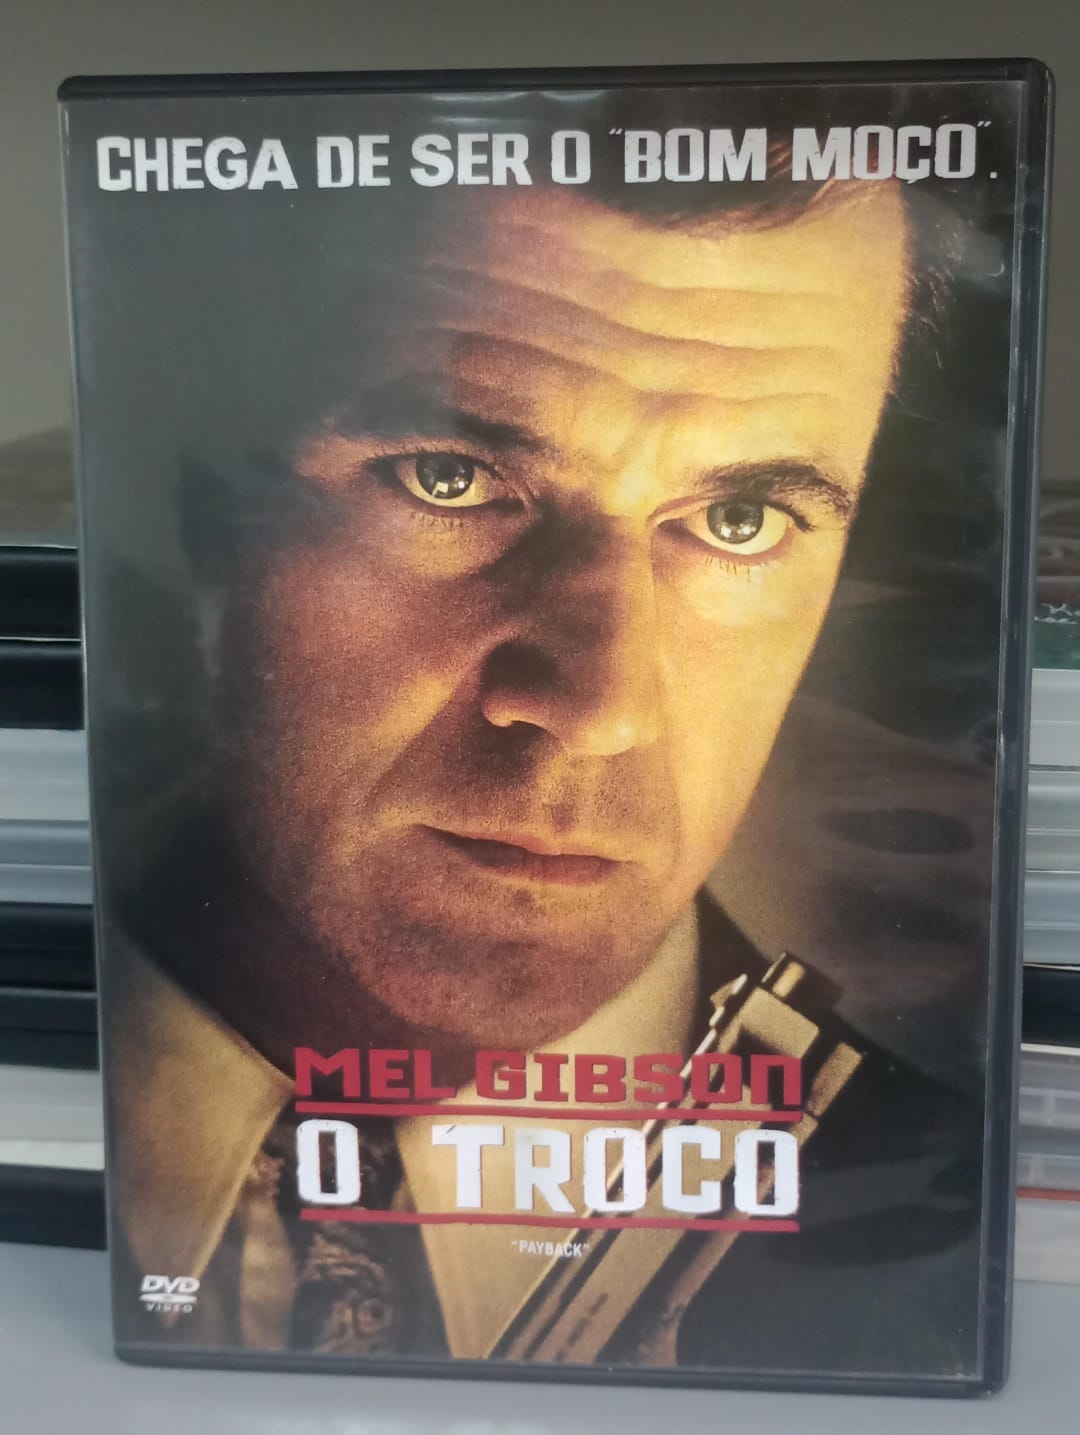 CHEGA DE SER O "BOM MOÇO".
MEL GIBSON
O TROCO
"PAYBACK"
DVD
VIDEO